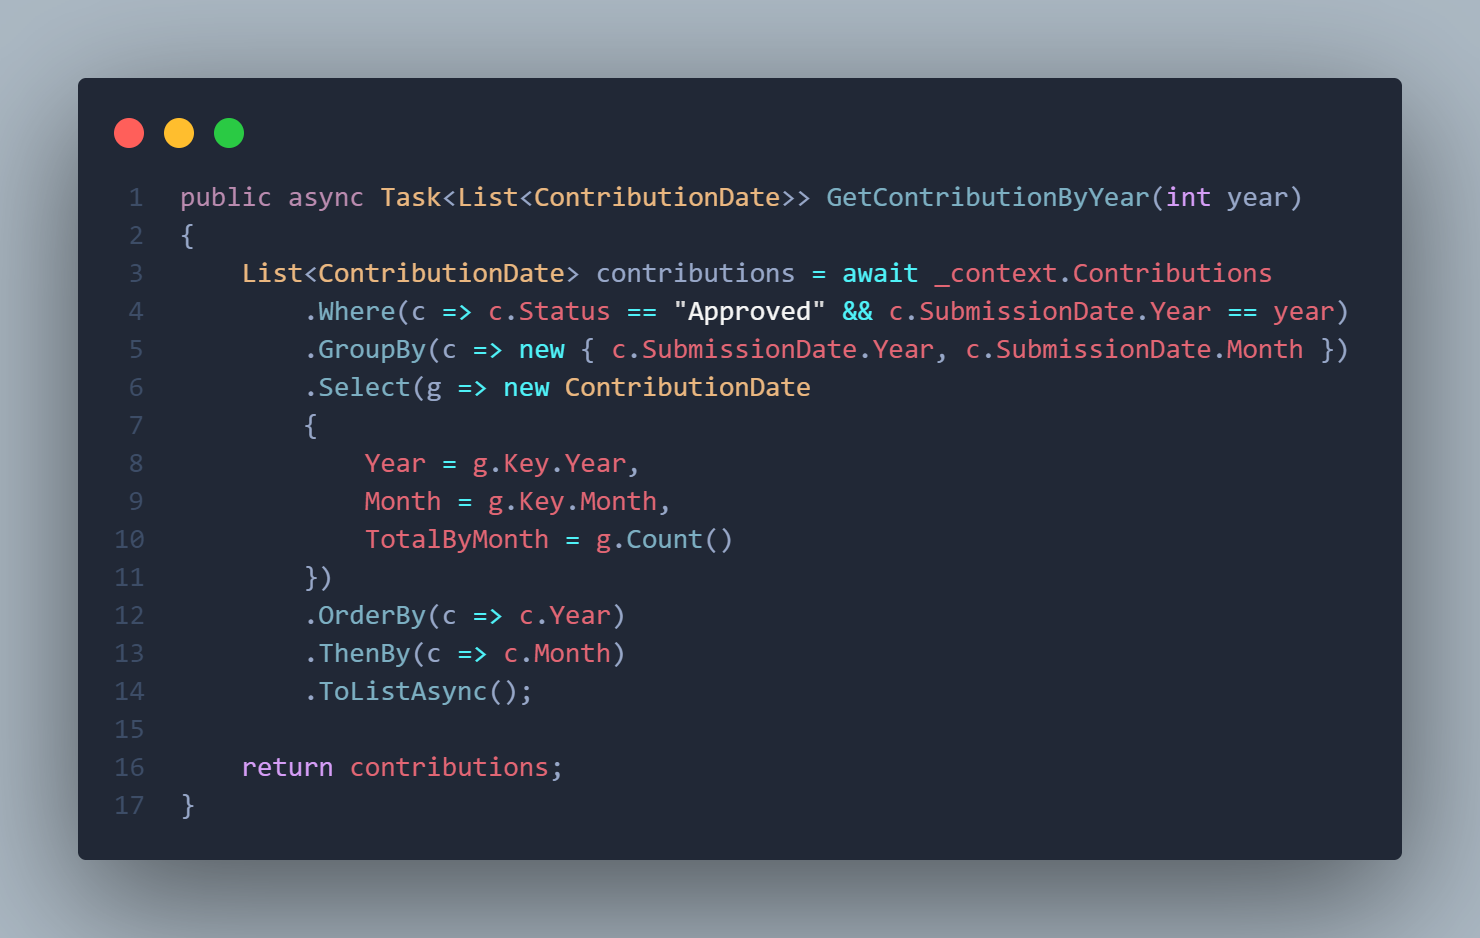 1 public async Task<List<ContributionDate>> GetContributionByYear(int year)
2 {
3     List<ContributionDate> contributions = await _context.Contributions
4         .Where(c => c.Status == "Approved" && c.SubmissionDate.Year == year)
5         .GroupBy(c => new { c.SubmissionDate.Year, c.SubmissionDate.Month })
6         .Select(g => new ContributionDate
7         {
8             Year = g.Key.Year,
9             Month = g.Key.Month,
10             TotalByMonth = g.Count()
11         })
12         .OrderBy(c => c.Year)
13         .ThenBy(c => c.Month)
14         .ToListAsync();
15
16     return contributions;
17 }